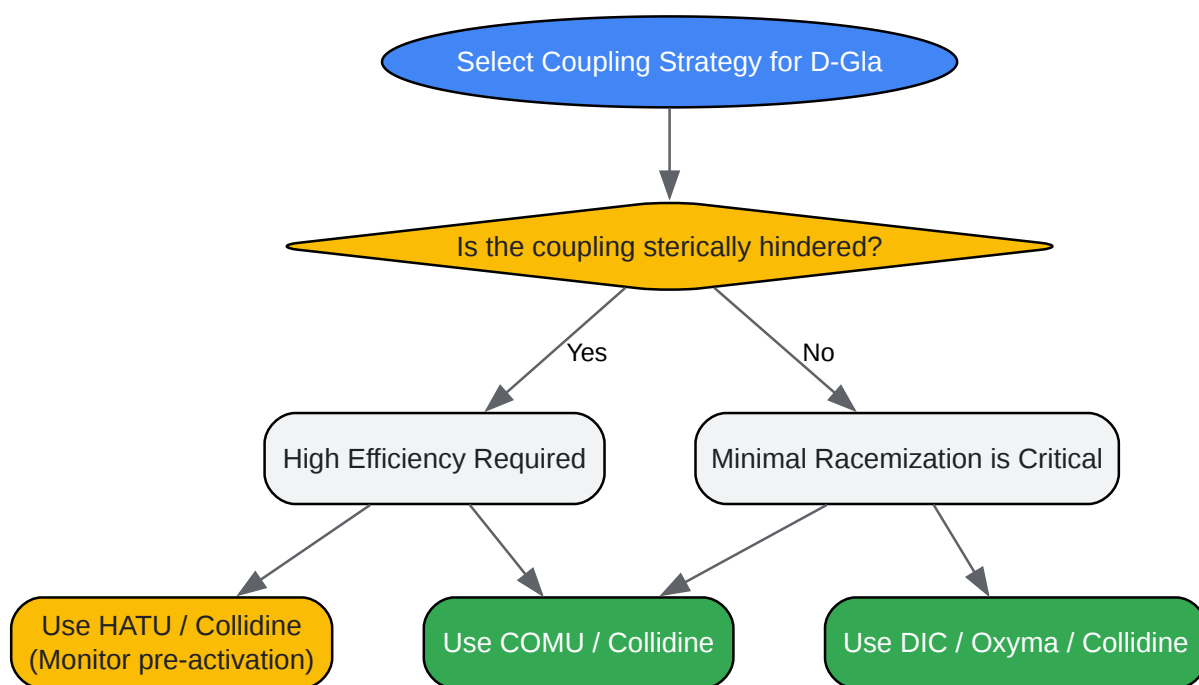 Select Coupling Strategy for D-Gla
Is the coupling sterically hindered?
Yes
No
High Efficiency Required
Minimal Racemization is Critical
Use HATU / Collidine
(Monitor pre-activation)
Use COMU / Collidine
Use DIC / Oxyma / Collidine